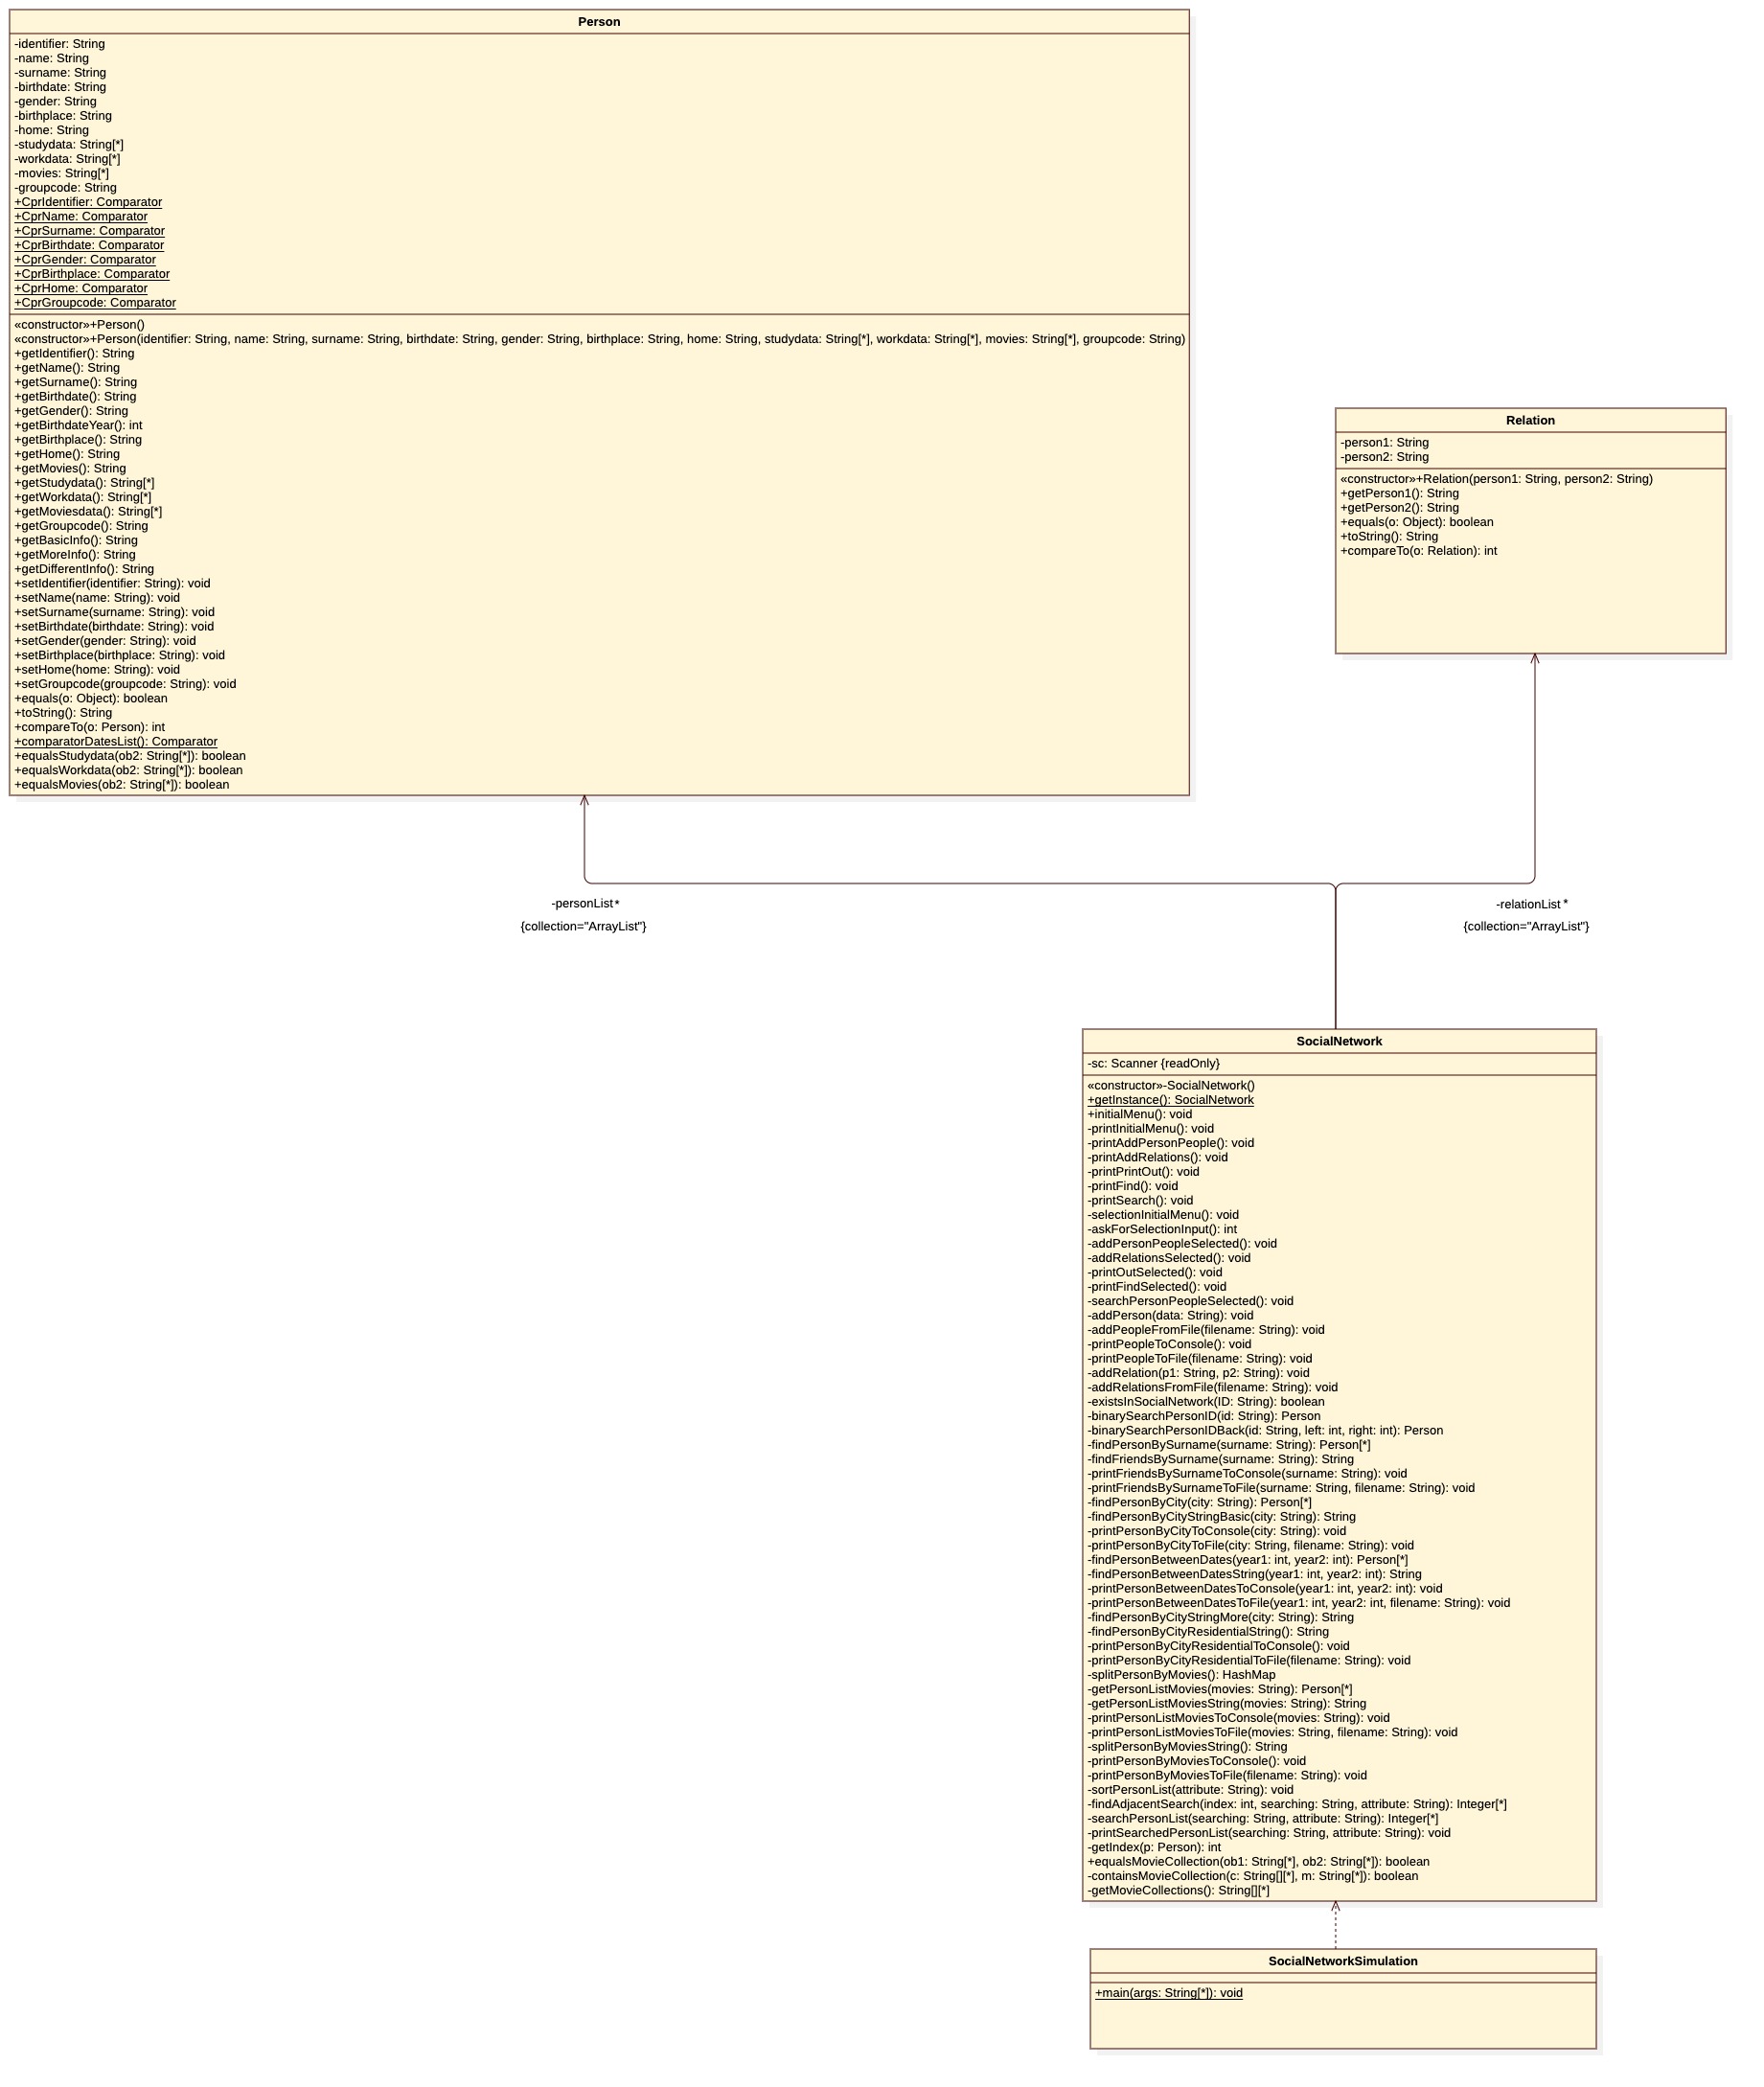 Person
-identifier: String
-name: String
-surname: String
-birthdate: String
-gender: String
-birthplace: String
-home: String
-studydata: String[*]
-workdata: String[*]
-movies: String[*]
-groupcode: String
+CprIdentifier: Comparator
+CprName: Comparator
+CprSurname: Comparator
+CprBirthdate: Comparator
+CprGender: Comparator
+CprBirthplace: Comparator
+CprHome: Comparator
+CprGroupcode: Comparator
«constructor»+Person()
«constructor»+Person(identifier: String, name: String, surname: String, birthdate: String, gender: String, birthplace: String, home: String, studydata: String[*], workdata: String[*], movies: String[*], groupcode: String)
+getIdentifier(): String
+getName(): String
+getSurname(): String
+getBirthdate(): String
+getGender(): String
+getBirthdateYear(): int
+getBirthplace(): String
+getHome(): String
+getMovies(): String
+getStudydata(): String[*]
+getWorkdata(): String[*]
+getMoviesdata(): String[*]
+getGroupcode(): String
+getBasicInfo(): String
+getMoreInfo(): String
+getDifferentInfo(): String
+setIdentifier(identifier: String): void
+setName(name: String): void
+setSurname(surname: String): void
+setBirthdate(birthdate: String): void
+setGender(gender: String): void
+setBirthplace(birthplace: String): void
+setHome(home: String): void
+setGroupcode(groupcode: String): void
+equals(o: Object): boolean
+toString(): String
+compareTo(o: Person): int
+comparatorDatesList(): Comparator
+equalsStudydata(ob2: String[*]): boolean
+equalsWorkdata(ob2: String[*]): boolean
+equalsMovies(ob2: String[*]): boolean
Relation
-person1: String
-person2: String
«constructor»+Relation(person1: String, person2: String)
+getPerson1(): String
+getPerson2(): String
+equals(o: Object): boolean
+toString(): String
+compareTo(o: Relation): int
-personList *
{collection="ArrayList"}
-relationList *
{collection="ArrayList"}
SocialNetwork
-sc: Scanner {readOnly}
«constructor»-SocialNetwork()
+getInstance(): SocialNetwork
+initialMenu(): void
-printInitialMenu(): void
-printAddPersonPeople(): void
-printAddRelations(): void
-printPrintOut(): void
-printFind(): void
-printSearch(): void
-selectionInitialMenu(): void
-askForSelectionInput(): int
-addPersonPeopleSelected(): void
-addRelationsSelected(): void
-printOutSelected(): void
-printFindSelected(): void
-searchPersonPeopleSelected(): void
-addPerson(data: String): void
-addPeopleFromFile(filename: String): void
-printPeopleToConsole(): void
-printPeopleToFile(filename: String): void
-addRelation(p1: String, p2: String): void
-addRelationsFromFile(filename: String): void
-existsInSocialNetwork(ID: String): boolean
-binarySearchPersonID(id: String): Person
-binarySearchPersonIDBack(id: String, left: int, right: int): Person
-findPersonBySurname(surname: String): Person[*]
-findFriendsBySurname(surname: String): String
-printFriendsBySurnameToConsole(surname: String): void
-printFriendsBySurnameToFile(surname: String, filename: String): void
-findPersonByCity(city: String): Person[*]
-findPersonByCityStringBasic(city: String): String
-printPersonByCityToConsole(city: String): void
-printPersonByCityToFile(city: String, filename: String): void
-findPersonBetweenDates(year1: int, year2: int): Person[*]
-findPersonBetweenDatesString(year1: int, year2: int): String
-printPersonBetweenDatesToConsole(year1: int, year2: int): void
-printPersonBetweenDatesToFile(year1: int, year2: int, filename: String): void
-findPersonByCityStringMore(city: String): String
-findPersonByCityResidentialString(): String
-printPersonByCityResidentialToConsole(): void
-printPersonByCityResidentialToFile(filename: String): void
-splitPersonByMovies(): HashMap
-getPersonListMovies(movies: String): Person[*]
-getPersonListMoviesString(movies: String): String
-printPersonListMoviesToConsole(movies: String): void
-printPersonListMoviesToFile(movies: String, filename: String): void
-splitPersonByMoviesString(): String
-printPersonByMoviesToConsole(): void
-printPersonByMoviesToFile(filename: String): void
-sortPersonList(attribute: String): void
-findAdjacentSearch(index: int, searching: String, attribute: String): Integer[*]
-searchPersonList(searching: String, attribute: String): Integer[*]
-printSearchedPersonList(searching: String, attribute: String): void
-getIndex(p: Person): int
+equalsMovieCollection(ob1: String[*], ob2: String[*]): boolean
-containsMovieCollection(c: String[][*], m: String[*]): boolean
-getMovieCollections(): String[][*]
SocialNetworkSimulation
+main(args: String[*]): void